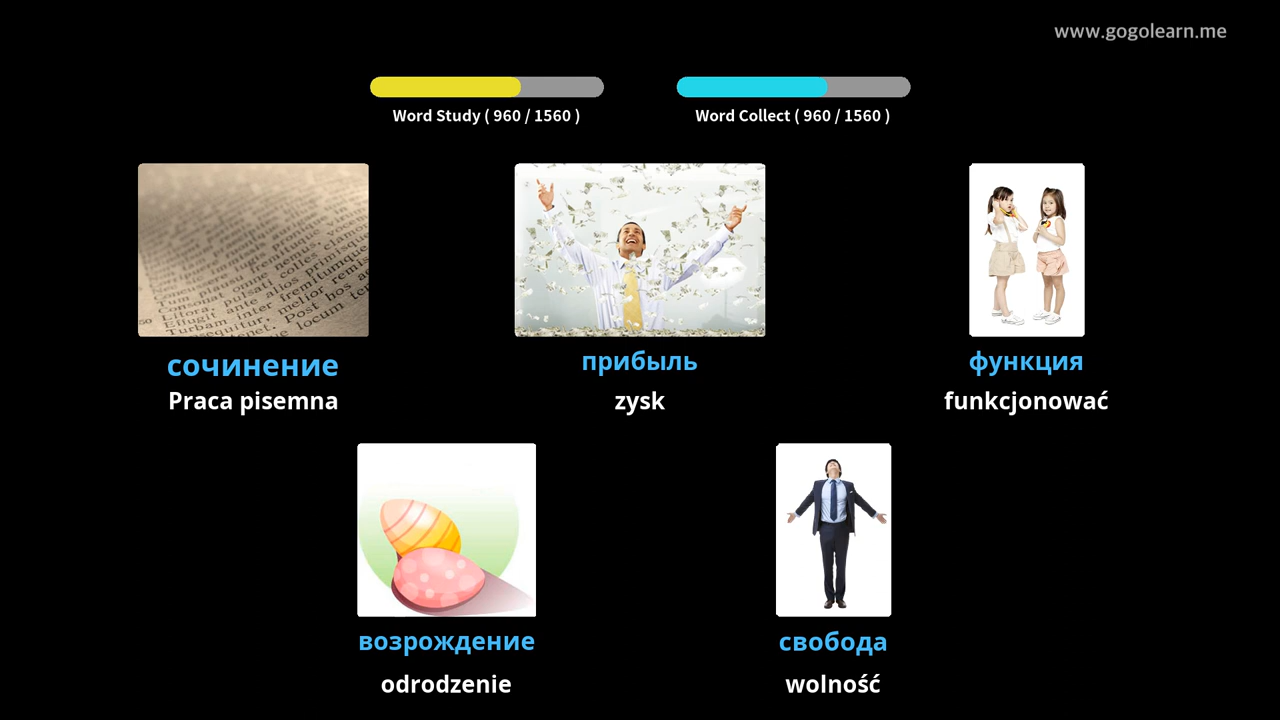 www.gogolearn.me
Word Study ( 960 / 1560 )
Word Collect ( 960 / 1560 )
сочинение
Praca pisemna
прибыль
zysk
функция
funkcjonować
возрождение
odrodzenie
свобода
wolność